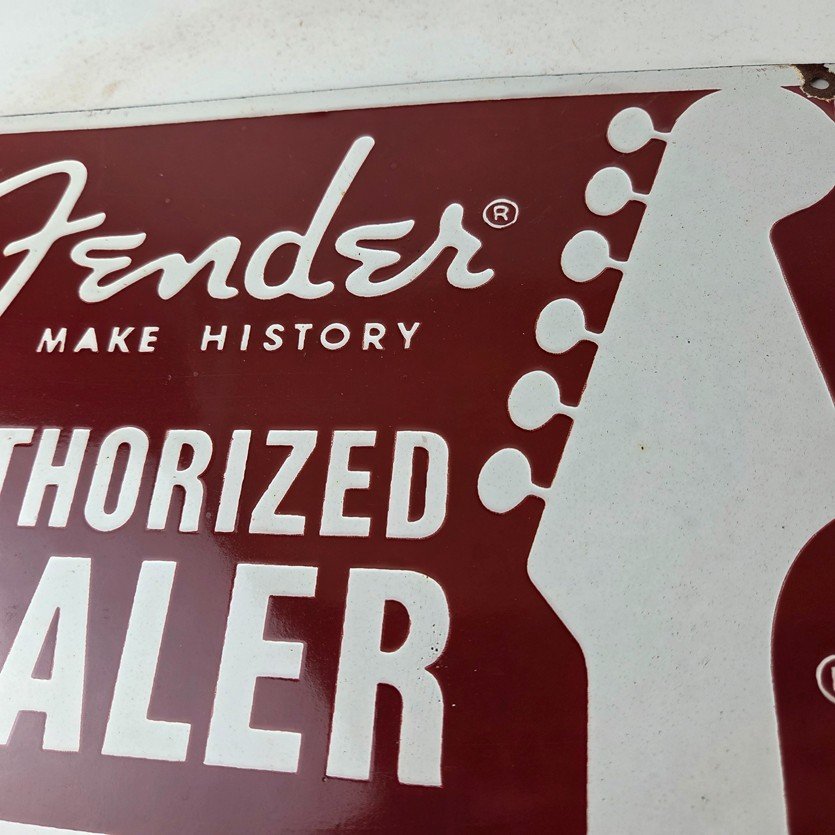 Fender®
MAKE HISTORY
THORIZED
ALER